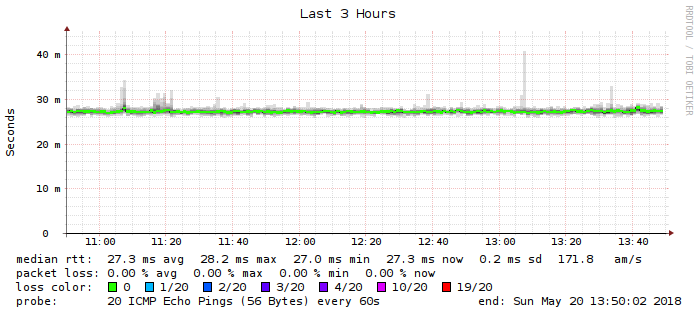 Last 3 Hours
RRDTOOL / TOBI OETIKER
Seconds
40 m
30 m
20 m
10 m
0
11:00 11:20 11:40 12:00 12:20 12:40 13:00 13:20 13:40
median rtt: 27.3 ms avg 28.2 ms max 27.0 ms min 27.3 ms now 0.2 ms sd 171.8 am/s
packet loss: 0.00 % avg 0.00 % max 0.00 % min 0.00 % now
loss color: 0 1/20 2/20 3/20 4/20 10/20 19/20
probe: 20 ICMP Echo Pings (56 Bytes) every 60s end: Sun May 20 13:50:02 2018